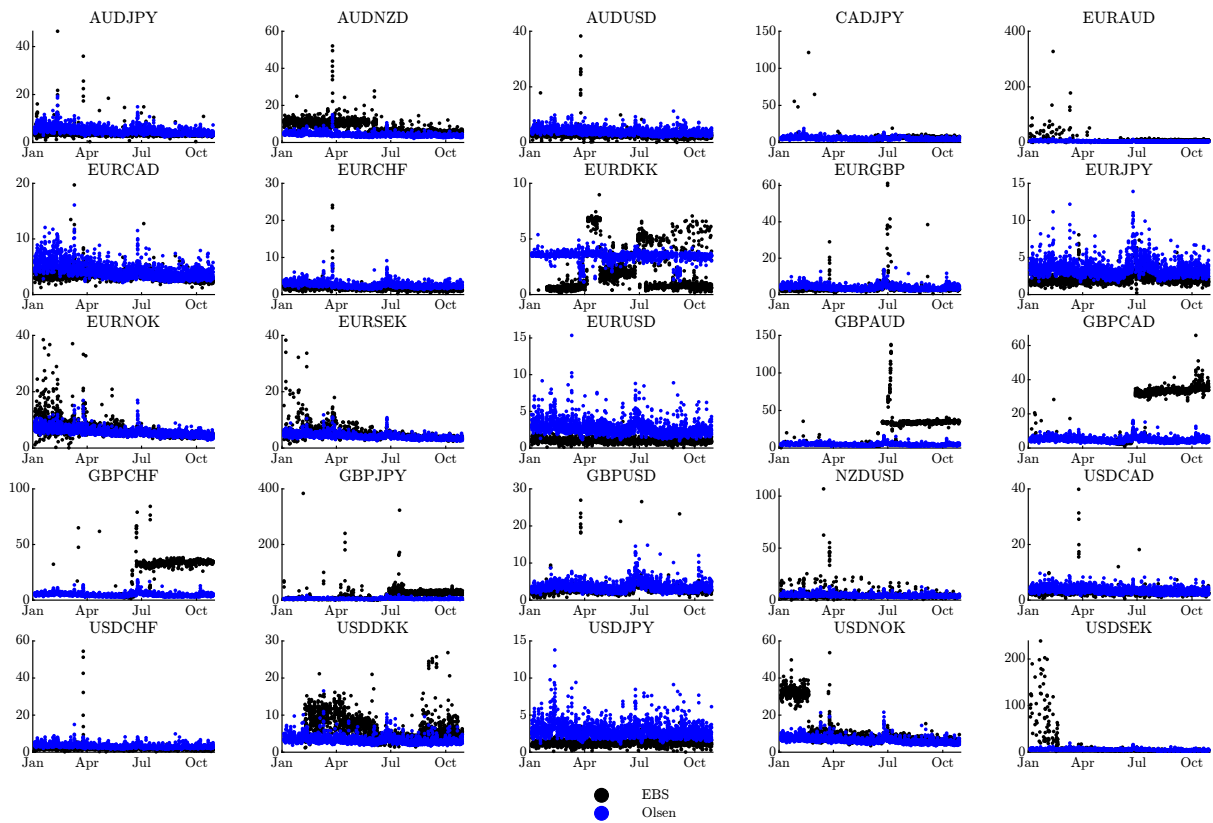 AUDJPY AUDNZD AUDUSD CADJPY EURAUD
40 60 40 150 400
300
40 100
20 20 200
20 50
20 100
0 0 0 0 0
Jan Apr Jul Oct Jan Apr Jul Oct Jan Apr Jul Oct Jan Apr Jul Oct Jan Apr Jul Oct
EURCAD EURCHF EURDKK EURGBP EURJPY
20 30 10 60 15
15
20 40 10
10 5
10 20 5
5
0 0 0 0 0
Jan Apr Jul Oct Jan Apr Jul Oct Jan Apr Jul Oct Jan Apr Jul Oct Jan Apr Jul Oct
EURNOK EURSEK EURUSD GBPAUD GBPCAD
40 40 15 150
60
100
10 40
20 20
5 50 20
0 0 0 0 0
Jan Apr Jul Oct Jan Apr Jul Oct Jan Apr Jul Oct Jan Apr Jul Oct Jan Apr Jul Oct
GBPCHF GBPJPY GBPUSD NZDUSD USDCAD
100 400 30 100 40
20
50 200 50 20
10
0 0 0 0 0
Jan Apr Jul Oct Jan Apr Jul Oct Jan Apr Jul Oct Jan Apr Jul Oct Jan Apr Jul Oct
USDCHF USDDKK USDJPY USDNOK USDSEK
60 30 15 60
200
40 20 10 40
100
20 10 5 20
0 0 0 0 0
Jan Apr Jul Oct Jan Apr Jul Oct Jan Apr Jul Oct Jan Apr Jul Oct Jan Apr Jul Oct
EBS
Olsen